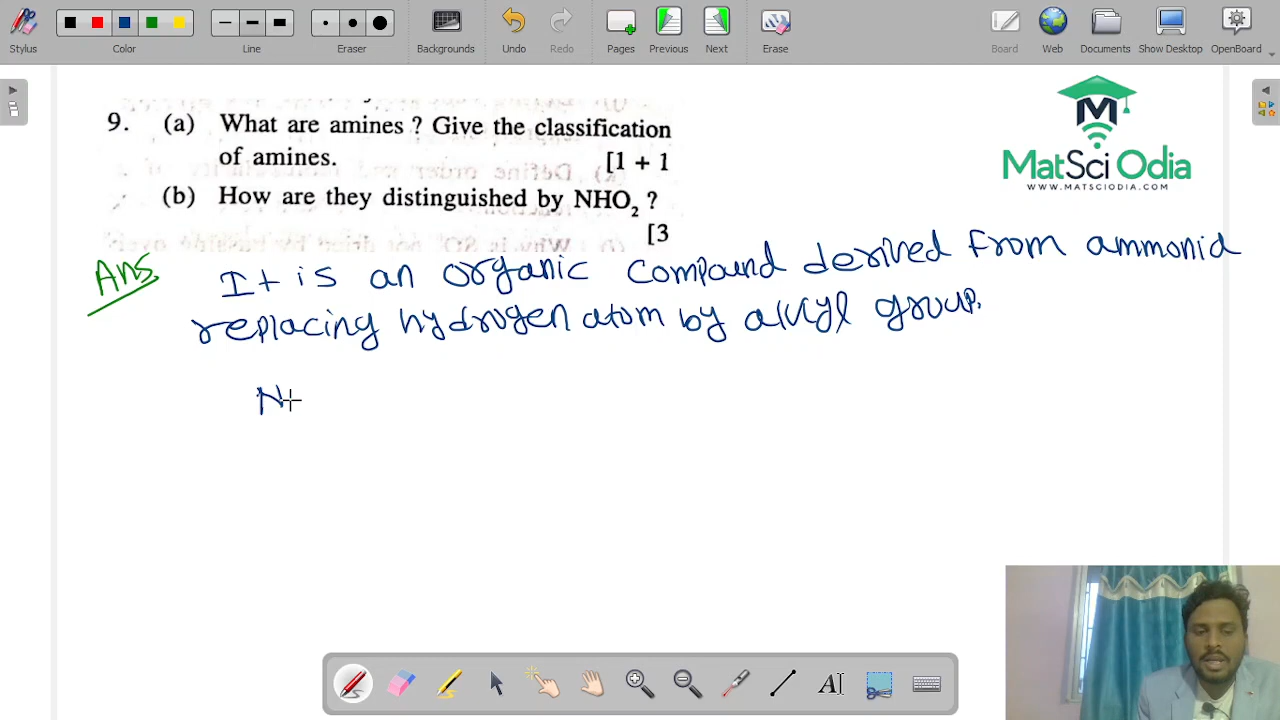 Stylus
Color
Line
Eraser
Backgrounds
Undo
Redo
Pages
Previous
Next
Erase
Board
Web
Documents
Show Desktop
OpenBoard
M
MatSci Odia
WWW.MATSCIODIA.COM
9. (a) What are amines ? Give the classification
of amines. [1 + 1
(b) How are they distinguished by NHO₂ ?
[3
Ans It is an organic compound derived from ammonia
replacing hydrogen atom by alkyl group.
N